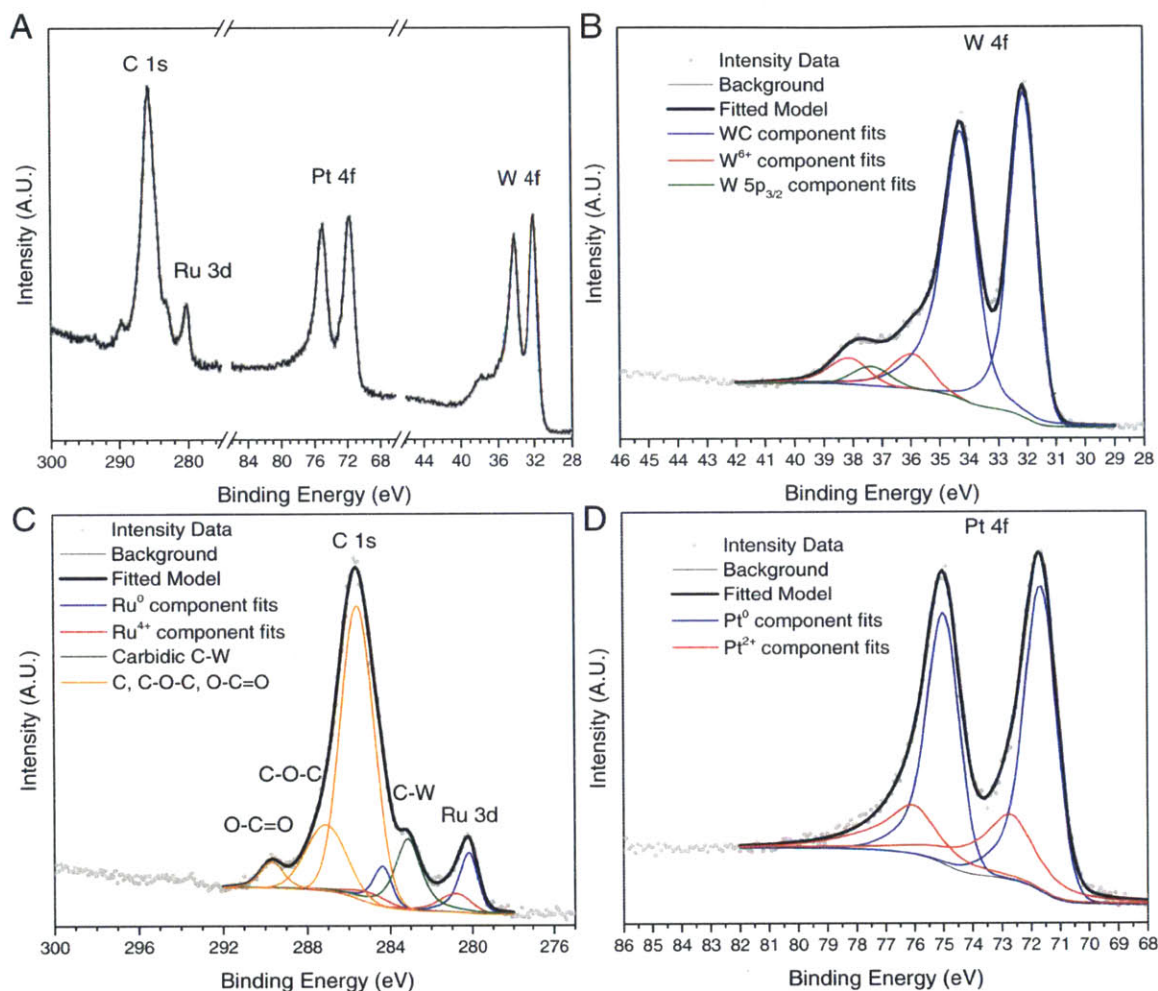 A
C 1s
Ru 3d
Pt 4f
W 4f
Intensity (A.U.)
300 290 280 84 80 76 72 68 44 40 36 32 28
Binding Energy (eV)
B
W 4f
Intensity Data
Background
Fitted Model
WC component fits
W⁶⁺ component fits
W 5p₃/₂ component fits
Intensity (A.U.)
46 45 44 43 42 41 40 39 38 37 36 35 34 33 32 31 30 29 28
Binding Energy (eV)
C
Intensity Data
Background
Fitted Model
Ru⁰ component fits
Ru⁴⁺ component fits
Carbidic C-W
C, C-O-C, O-C=O
C 1s
C-O-C
C-W
O-C=O
Ru 3d
Intensity (A.U.)
300 296 292 288 284 280 276
Binding Energy (eV)
D
Pt 4f
Intensity Data
Background
Fitted Model
Pt⁰ component fits
Pt²⁺ component fits
Intensity (A.U.)
86 85 84 83 82 81 80 79 78 77 76 75 74 73 72 71 70 69 68
Binding Energy (eV)